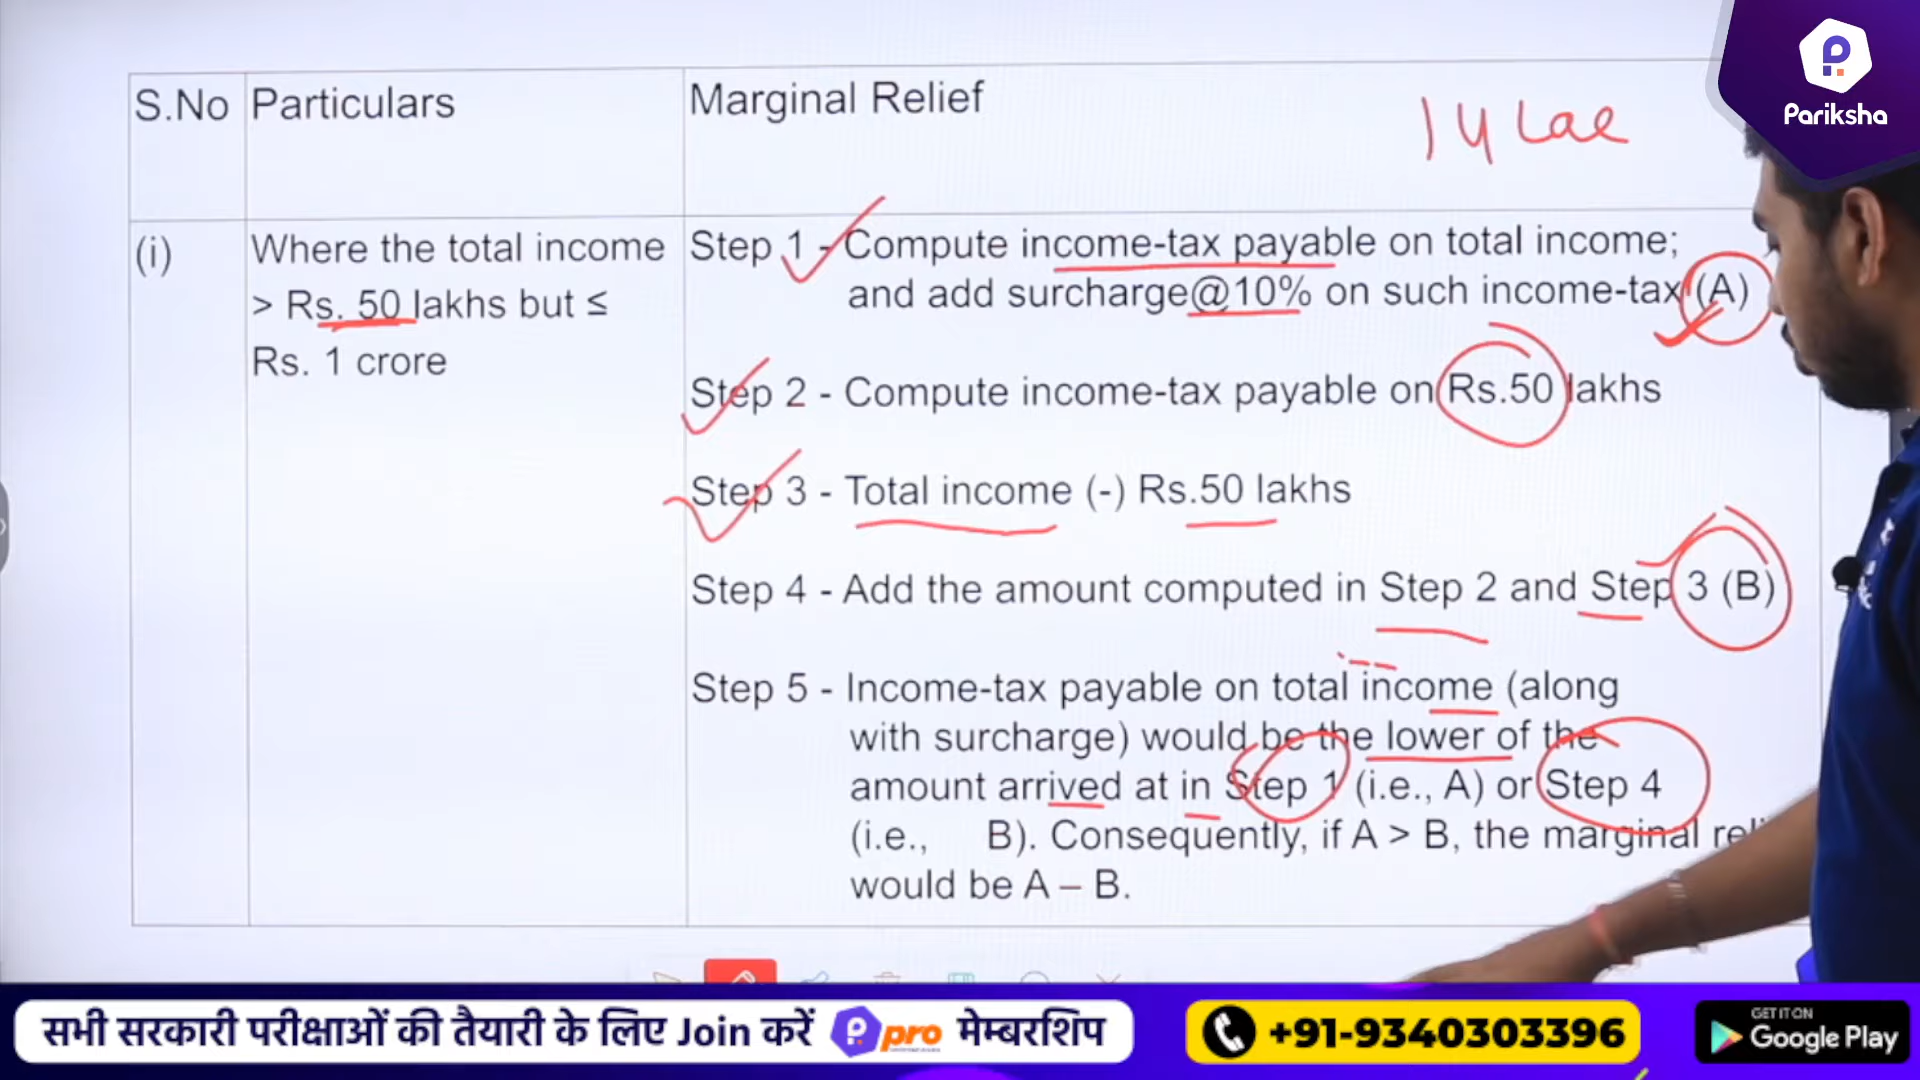 Pariksha
S.No Particulars Marginal Relief
14 Lac
(i) Where the total income
> Rs. 50 lakhs but ≤
Rs. 1 crore
Step 1 - Compute income-tax payable on total income;
and add surcharge@10% on such income-tax (A)
Step 2 - Compute income-tax payable on Rs.50 lakhs
Step 3 - Total income (-) Rs.50 lakhs
Step 4 - Add the amount computed in Step 2 and Step 3 (B)
Step 5 - Income-tax payable on total income (along
with surcharge) would be the lower of the
amount arrived at in Step 1 (i.e., A) or Step 4
(i.e., B). Consequently, if A > B, the marginal
would be A – B.
सभी सरकारी परीक्षाओं की तैयारी के लिए Join करें pro मेम्बरशिप
+91-9340303396
GET IT ON
Google Play